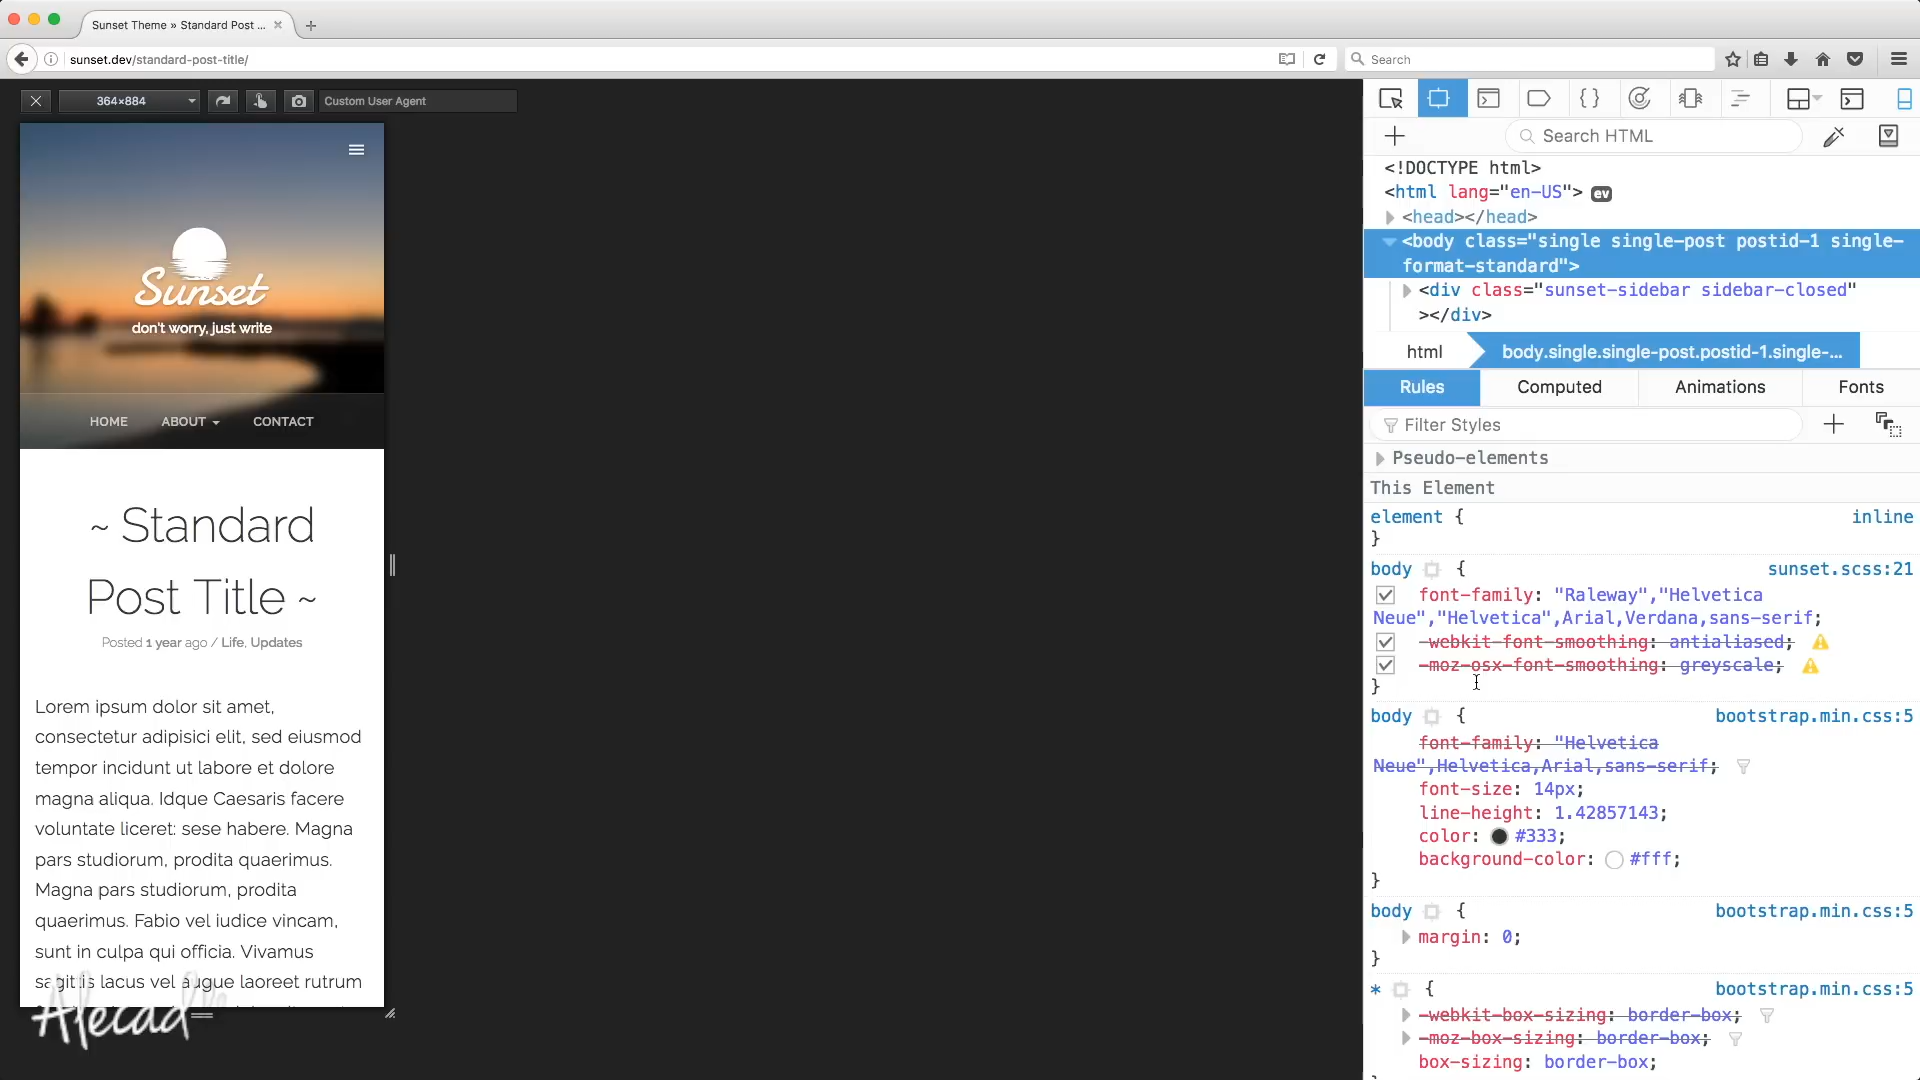 Sunset Theme » Standard Post ...
sunset.dev/standard-post-title/
Search
364×884
Custom User Agent
Sunset
don't worry, just write
HOME ABOUT CONTACT
~ Standard
Post Title ~
Posted 1 year ago / Life, Updates
Lorem ipsum dolor sit amet,
consectetur adipisici elit, sed eiusmod
tempor incidunt ut labore et dolore
magna aliqua. Idque Caesaris facere
voluntate liceret: sese habere. Magna
pars studiorum, prodita quaerimus.
Magna pars studiorum, prodita
quaerimus. Fabio vel iudice vincam,
sunt in culpa qui officia. Vivamus
sagittis lacus vel augue laoreet rutrum
Alecad
Search HTML
<!DOCTYPE html>
<html lang="en-US"> ev
<head></head>
<body class="single single-post postid-1 single-
format-standard">
<div class="sunset-sidebar sidebar-closed"
></div>
html body.single.single-post.postid-1.single-...
Rules Computed Animations Fonts
Filter Styles
Pseudo-elements
This Element
element { inline
}
body { sunset.scss:21
font-family: "Raleway","Helvetica
Neue","Helvetica",Arial,Verdana,sans-serif;
-webkit-font-smoothing: antialiased;
-moz-osx-font-smoothing: greyscale;
}
body { bootstrap.min.css:5
font-family: "Helvetica
Neue",Helvetica,Arial,sans-serif;
font-size: 14px;
line-height: 1.42857143;
color: #333;
background-color: #fff;
}
body { bootstrap.min.css:5
margin: 0;
}
* { bootstrap.min.css:5
-webkit-box-sizing: border-box;
-moz-box-sizing: border-box;
box-sizing: border-box;